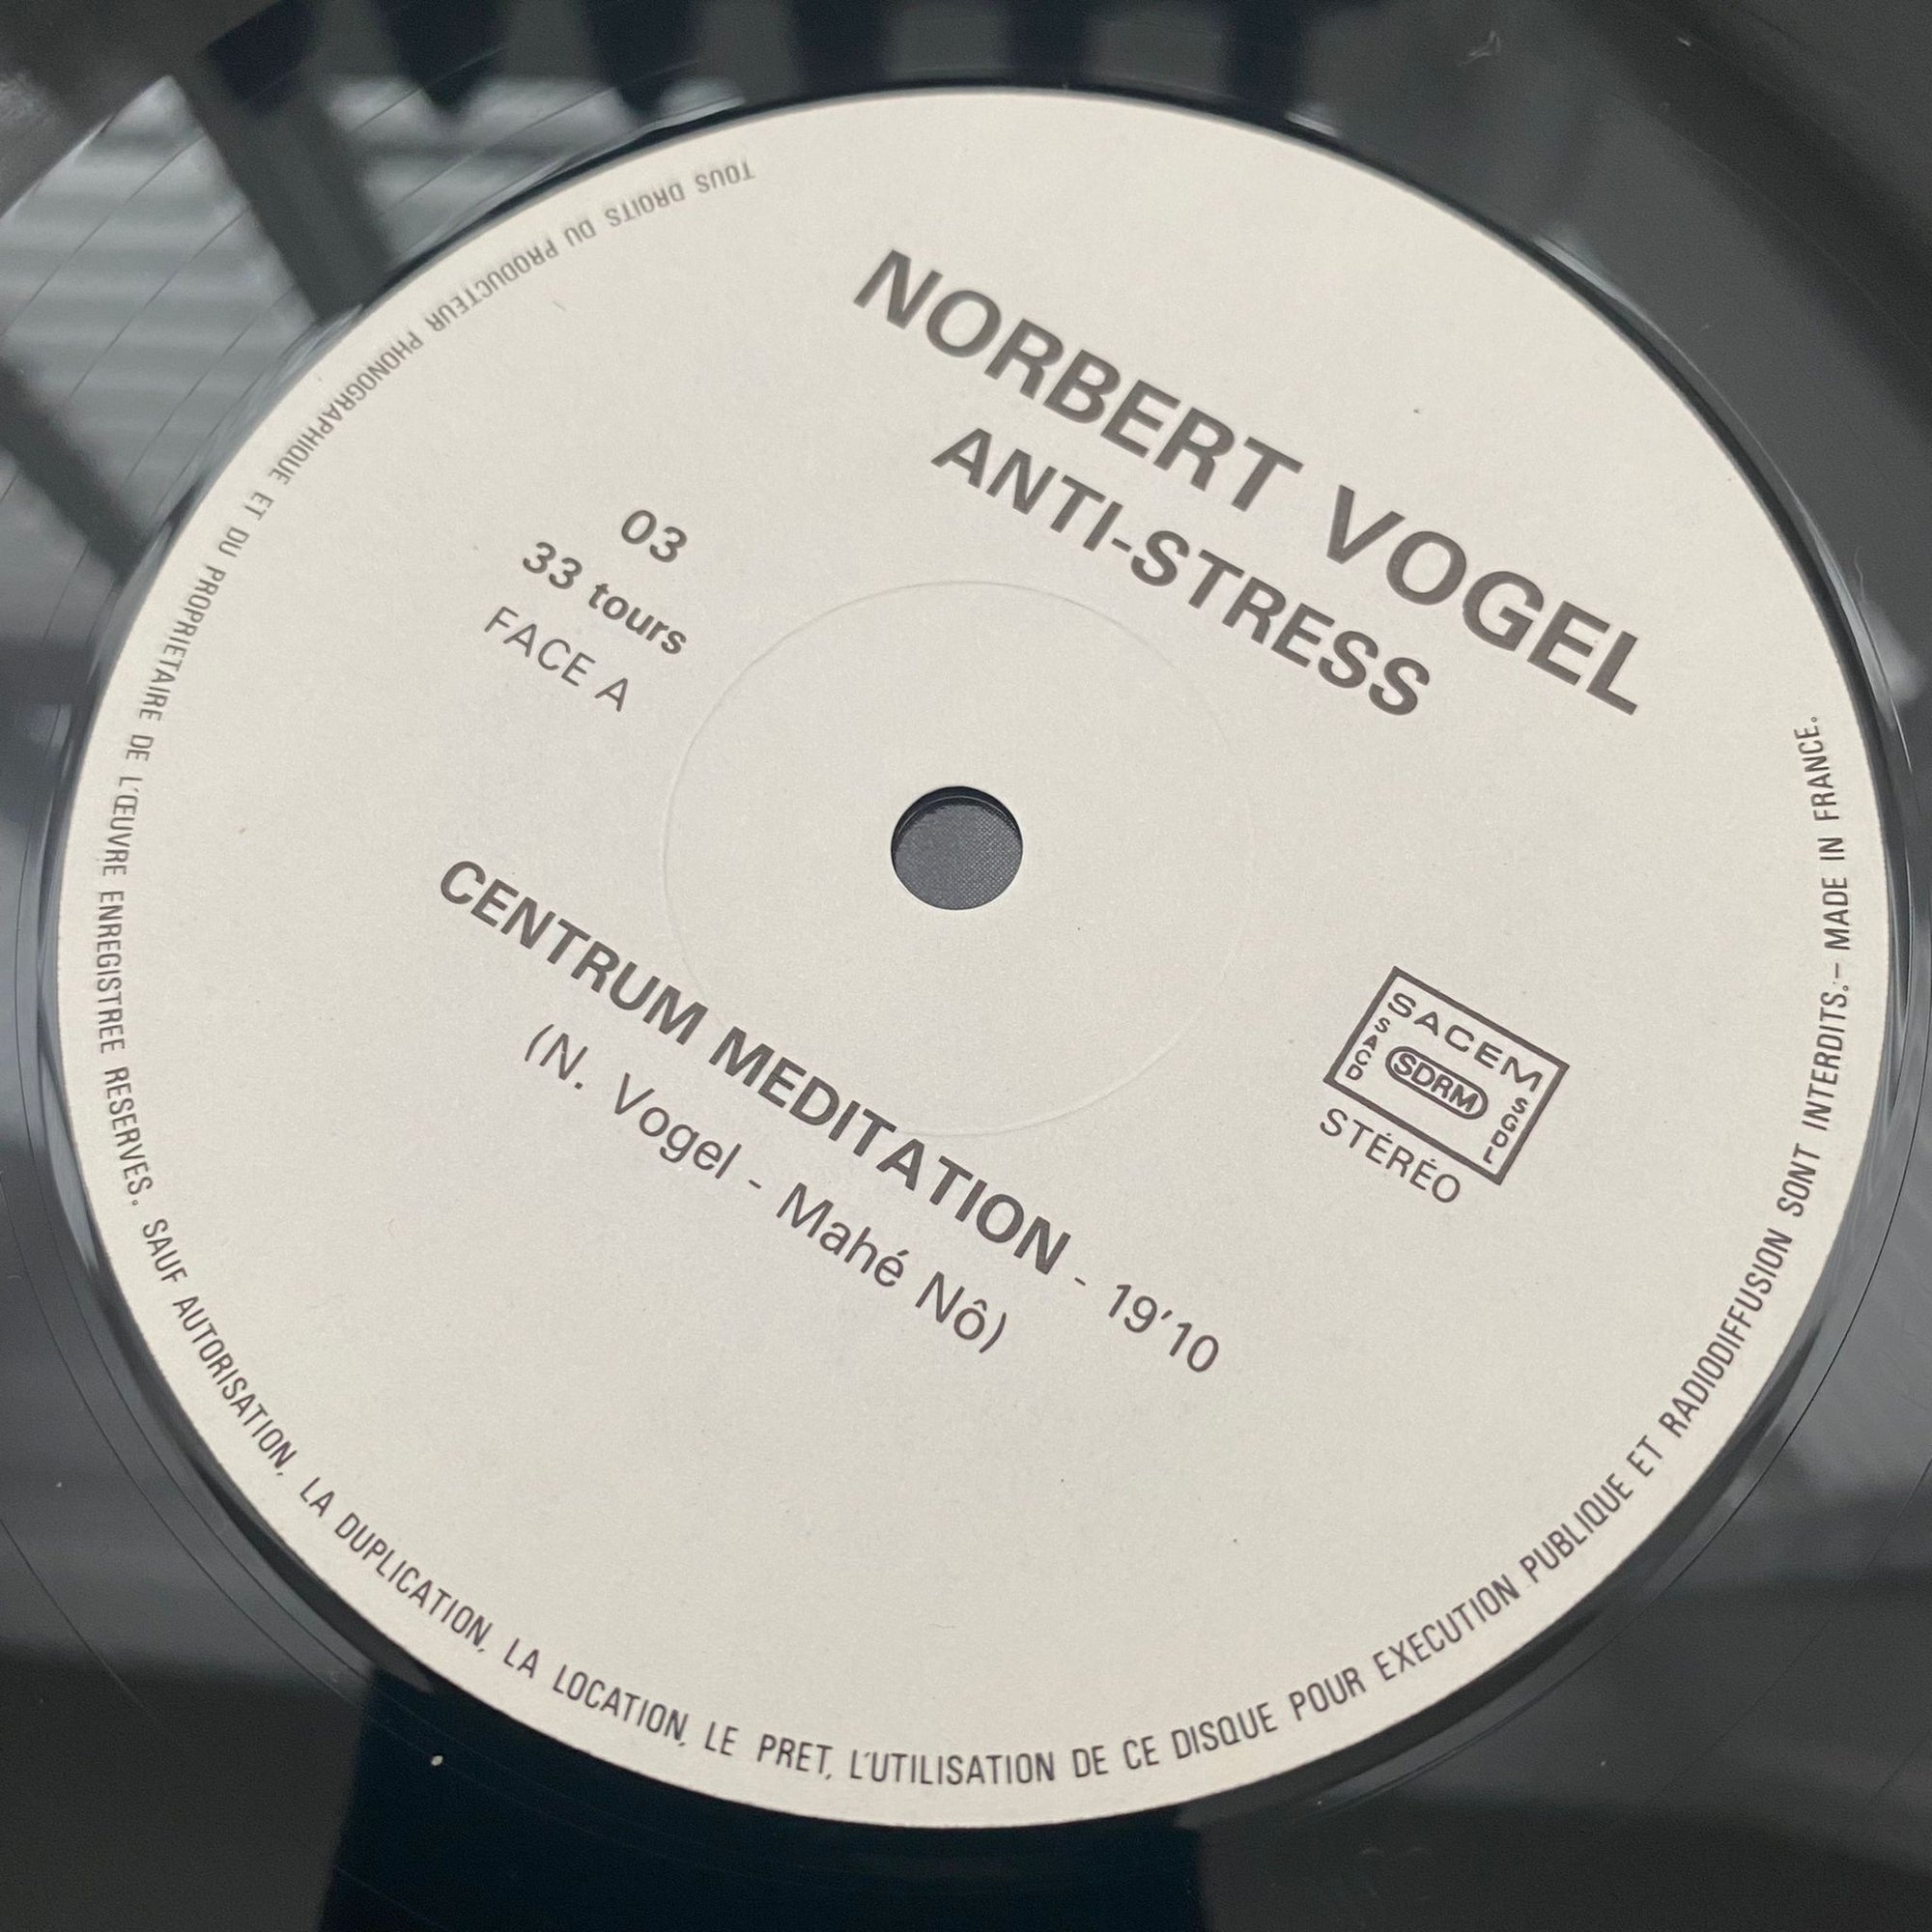 NORBERT VOGEL
ANTI-STRESS
03
33 tours
FACE A
SACEM
SACD
SDRM
SGDL
STÉRÉO
CENTRUM MEDITATION - 19'10
(N. Vogel - Mahé Nô)
TOUS DROITS DU PRODUCTEUR PHONOGRAPHIQUE ET DU PROPRIETAIRE DE L'ŒUVRE ENREGISTREE RESERVES. SAUF AUTORISATION, LA DUPLICATION, LA LOCATION, LE PRET, L'UTILISATION DE CE DISQUE POUR EXECUTION PUBLIQUE ET RADIODIFFUSION SONT INTERDITS.- MADE IN FRANCE.